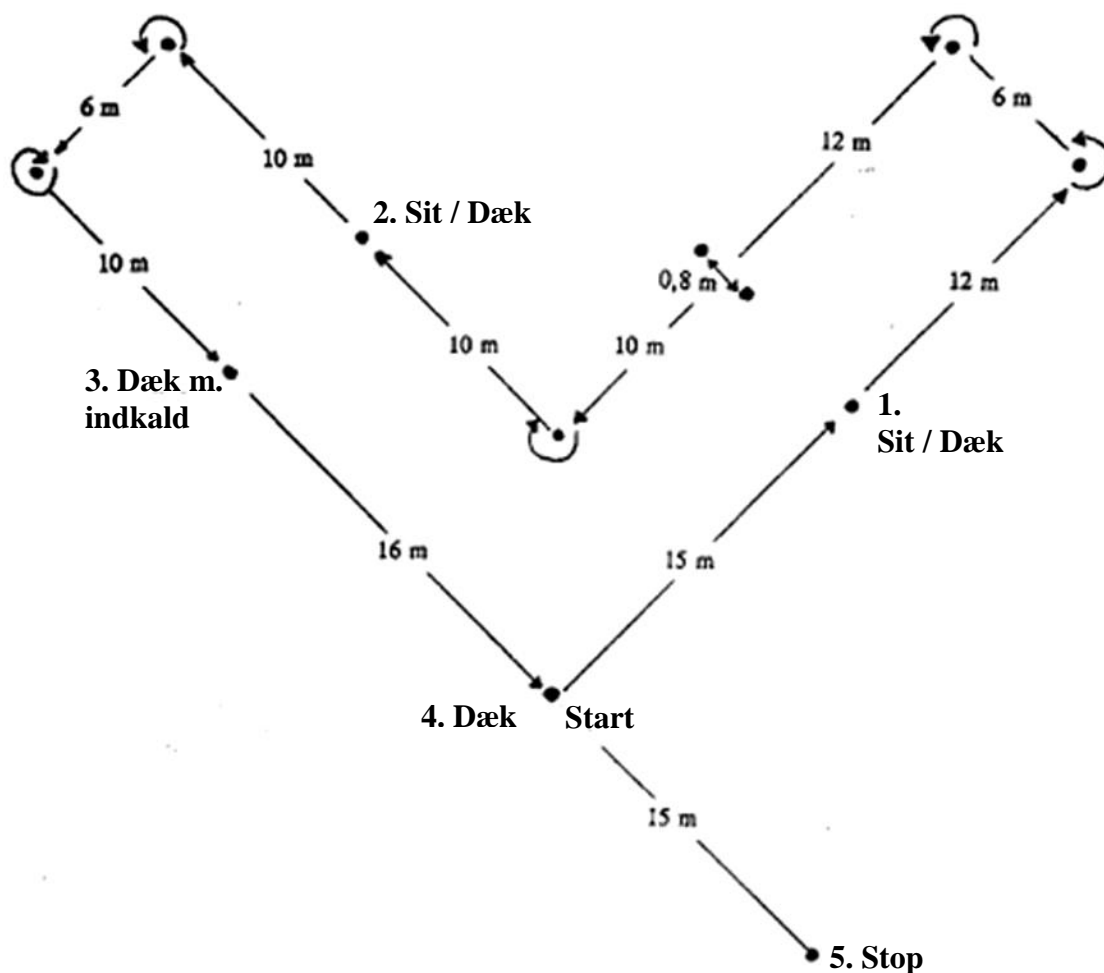 6 m
6 m
12 m
10 m
2. Sit / Dæk
10 m
0,8 m
12 m
10 m
10 m
3. Dæk m.
indkald
1.
Sit / Dæk
16 m
15 m
4. Dæk
Start
15 m
5. Stop